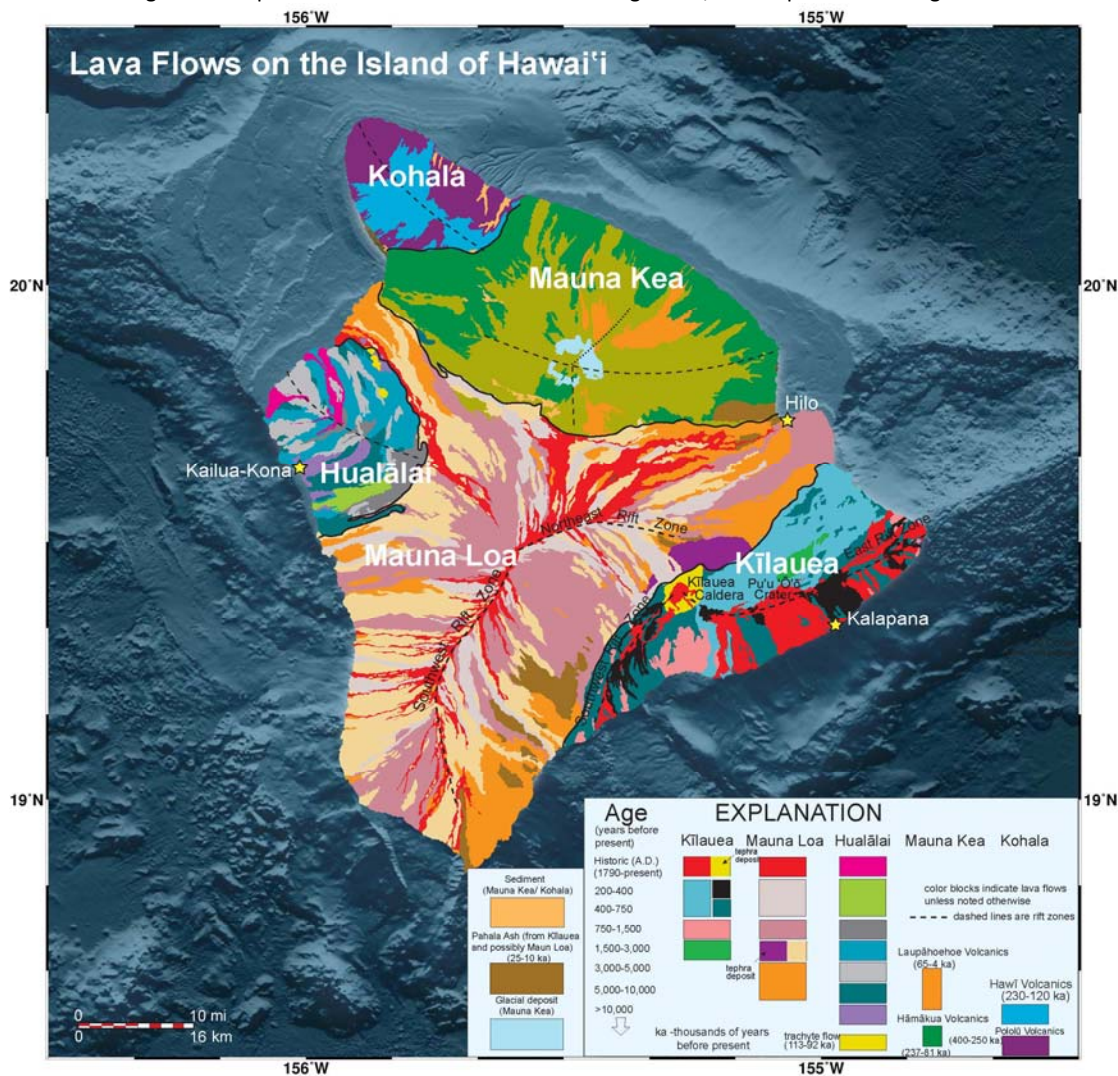 156°W
155°W
Lava Flows on the Island of Hawai‘i
Kohala
Mauna Kea
20°N
20°N
Hilo
Kailua-Kona
Hualālai
Northeast Rift Zone
Mauna Loa
Kīlauea
East Rift Zone
Kīlauea
Caldera
Pu‘u ‘Ō‘ō
Crater
Kalapana
Southwest Rift Zone
Southwest Rift Zone
19°N
19°N
Age
(years before
present)
EXPLANATION
Kīlauea
Mauna Loa
Hualālai
Mauna Kea
Kohala
tephra
deposit
Historic (A.D.)
(1790-present)
200-400
400-750
750-1,500
1,500-3,000
3,000-5,000
5,000-10,000
>10,000
tephra
deposit
color blocks indicate lava flows
unless noted otherwise
dashed lines are rift zones
Laupāhoehoe Volcanics
(65-4 ka)
Hāmākua Volcanics
(237-61 ka)
Hawī Volcanics
(230-120 ka)
Pololū Volcanics
(400-250 ka)
ka -thousands of years
before present
trachyte flow
(113-92 ka)
Sediment
(Mauna Kea/ Kohala)
Pahala Ash (from Kīlauea
and possibly Maun Loa)
(25-10 ka)
Glacial deposit
(Mauna Kea)
0 10 mi
0 16 km
156°W
155°W